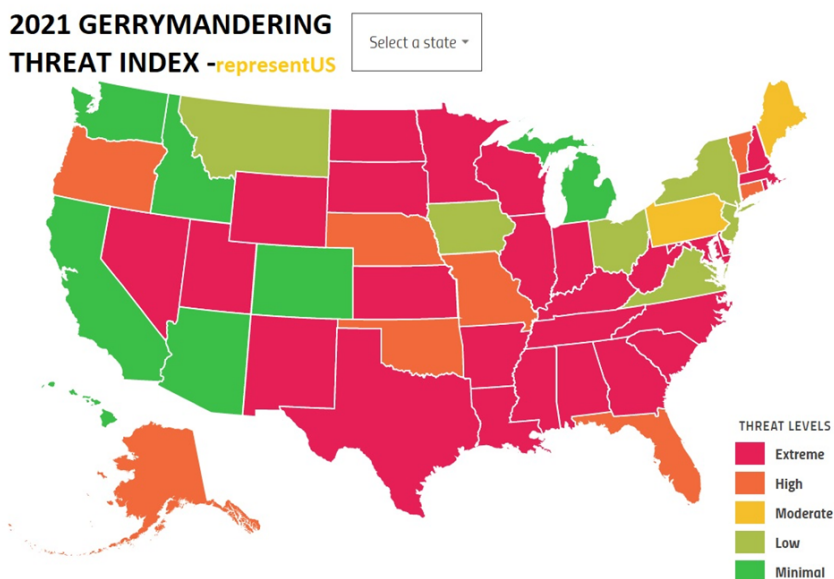 2021 GERRYMANDERING
THREAT INDEX -representUS
Select a state
THREAT LEVELS
Extreme
High
Moderate
Low
Minimal